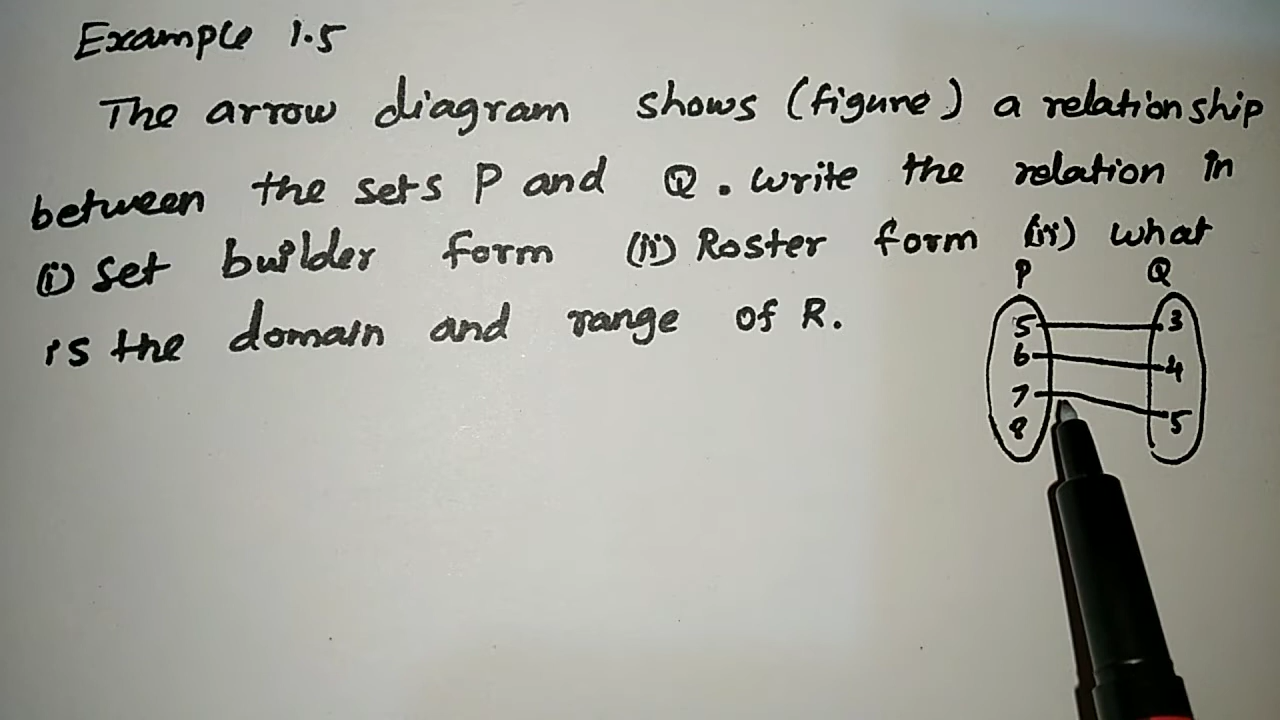 Example 1.5
The arrow diagram shows (figure) a relationship
between the sets P and Q. write the relation in
(i) Set builder form (ii) Roster form (iii) what
is the domain and range of R.
P Q
5 3
6 4
7 5
8